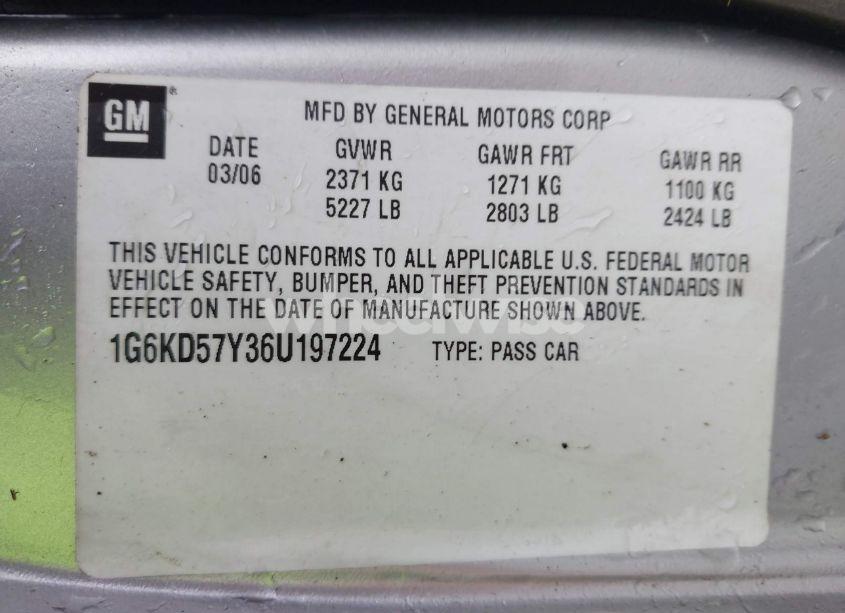 GM®
MFD BY GENERAL MOTORS CORP
DATE GVWR GAWR FRT GAWR RR
03/06 2371 KG 1271 KG 1100 KG
5227 LB 2803 LB 2424 LB
THIS VEHICLE CONFORMS TO ALL APPLICABLE U.S. FEDERAL MOTOR
VEHICLE SAFETY, BUMPER, AND THEFT PREVENTION STANDARDS IN
EFFECT ON THE DATE OF MANUFACTURE SHOWN ABOVE.
wheelwise
1G6KD57Y36U197224 TYPE: PASS CAR